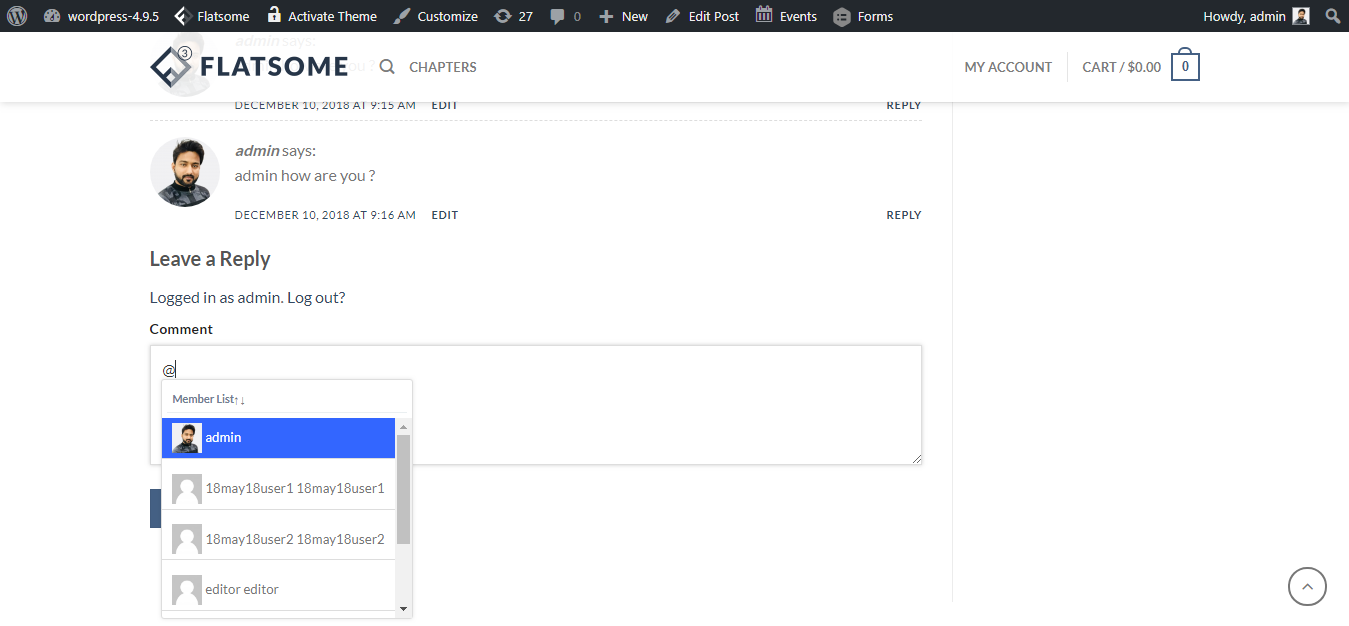 wordpress-4.9.5 Flatsome Activate Theme Customize 27 0 New Edit Post Events Forms Howdy, admin
admin says:
3 FLATSOME CHAPTERS MY ACCOUNT CART / $0.00 0
DECEMBER 10, 2018 AT 9:15 AM EDIT REPLY
admin says:
admin how are you ?
DECEMBER 10, 2018 AT 9:16 AM EDIT REPLY
Leave a Reply
Logged in as admin. Log out?
Comment
@
Member List↑↓
admin
18may18user1 18may18user1
18may18user2 18may18user2
editor editor